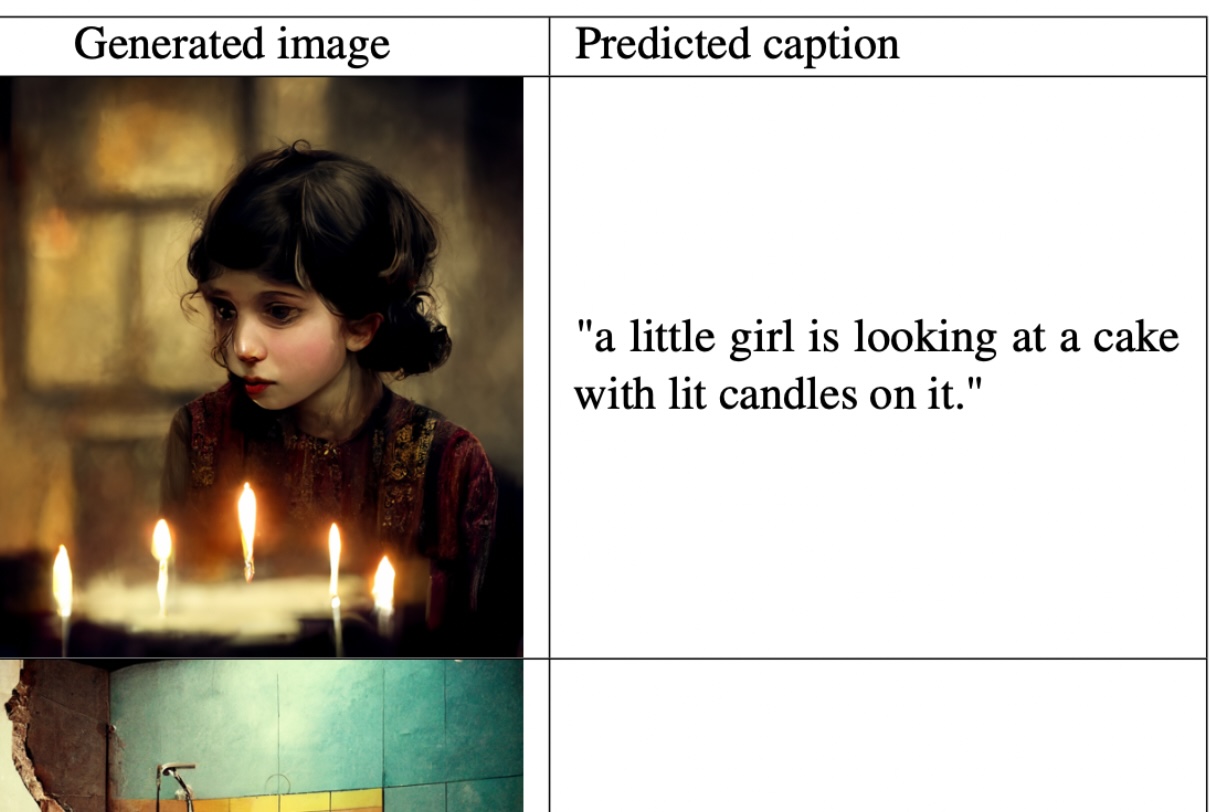 Generated image
Predicted caption
"a little girl is looking at a cake
with lit candles on it."